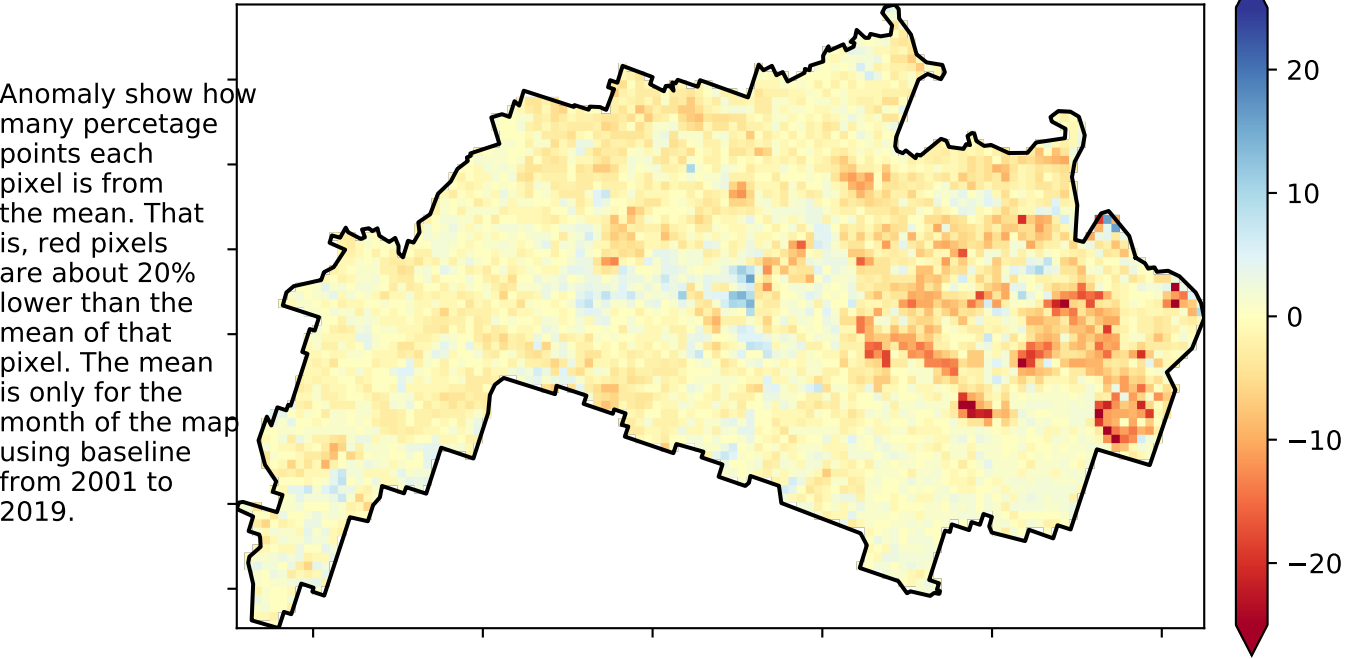 Anomaly show how
many percetage
points each
pixel is from
the mean. That
is, red pixels
are about 20%
lower than the
mean of that
pixel. The mean
is only for the
month of the map
using baseline
from 2001 to
2019.
20
10
0
−10
−20